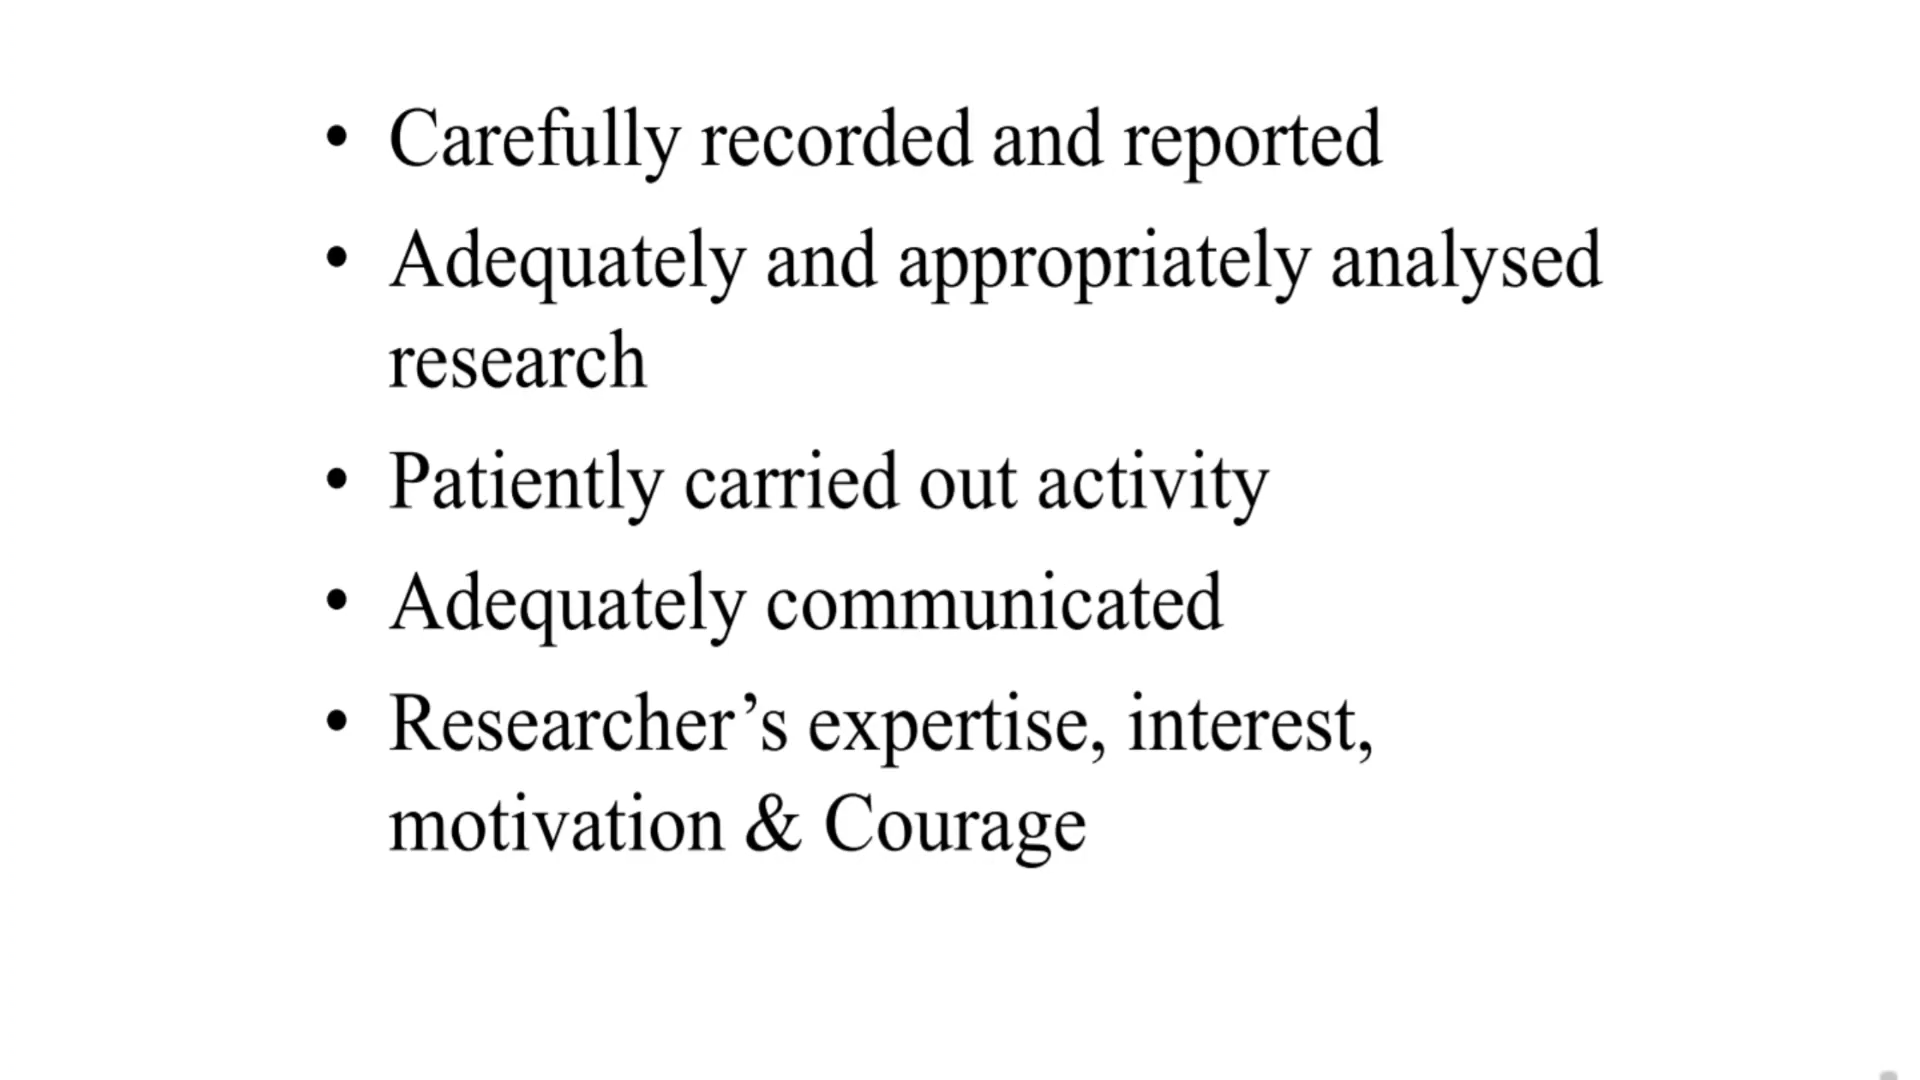 • Carefully recorded and reported
• Adequately and appropriately analysed
research
• Patiently carried out activity
• Adequately communicated
• Researcher’s expertise, interest,
motivation & Courage